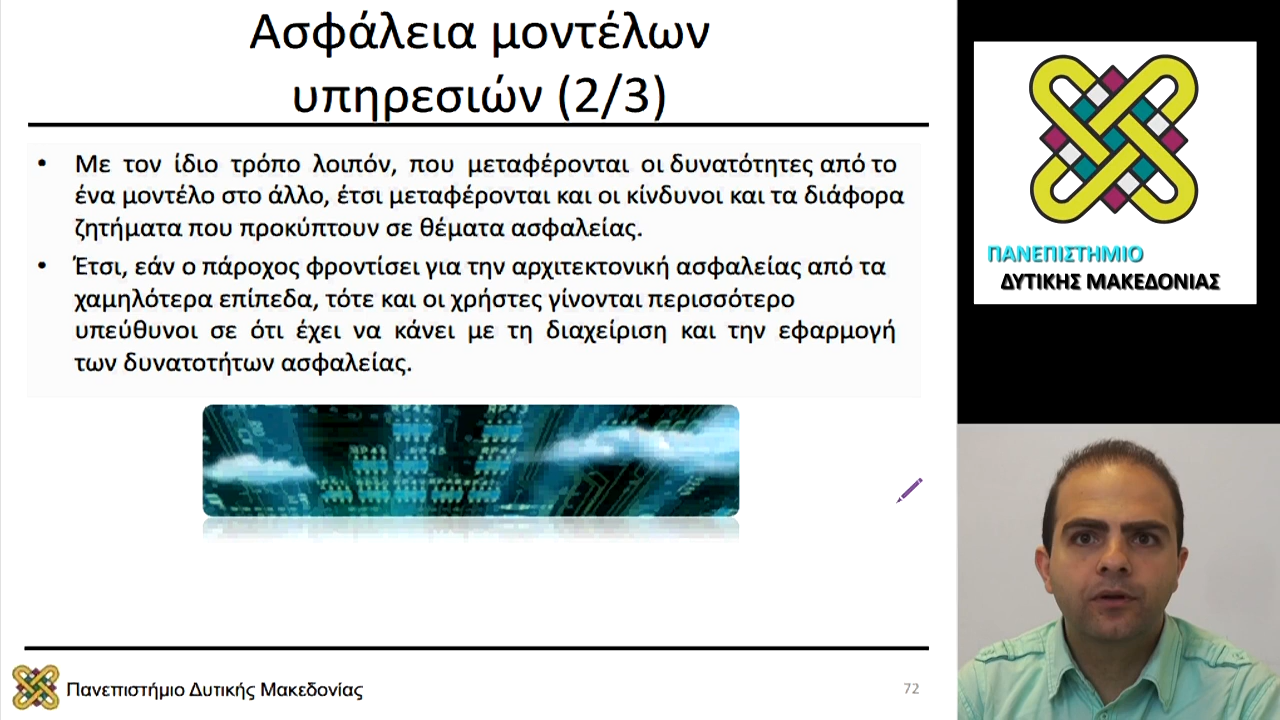 Ασφάλεια μοντέλων
υπηρεσιών (2/3)
• Με τον ίδιο τρόπο λοιπόν, που μεταφέρονται οι δυνατότητες από το
ένα μοντέλο στο άλλο, έτσι μεταφέρονται και οι κίνδυνοι και τα διάφορα
ζητήματα που προκύπτουν σε θέματα ασφαλείας.
• Έτσι, εάν ο πάροχος φροντίσει για την αρχιτεκτονική ασφαλείας από τα
χαμηλότερα επίπεδα, τότε και οι χρήστες γίνονται περισσότερο
υπεύθυνοι σε ότι έχει να κάνει με τη διαχείριση και την εφαρμογή
των δυνατοτήτων ασφαλείας.
Πανεπιστήμιο Δυτικής Μακεδονίας
72
ΠΑΝΕΠΙΣΤΗΜΙΟ
ΔΥΤΙΚΗΣ ΜΑΚΕΔΟΝΙΑΣ